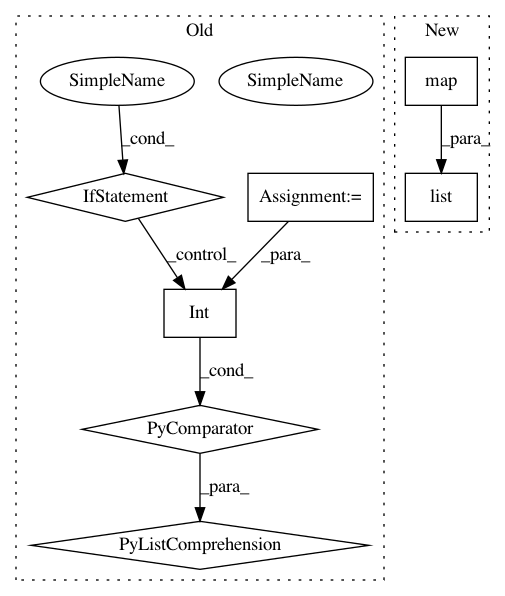 Old
New
SimpleName
SimpleName
map
_cond_
_para_
IfStatement
Assignment:=
list
_control_
_para_
Int
_cond_
PyComparator
_para_
PyListComprehension